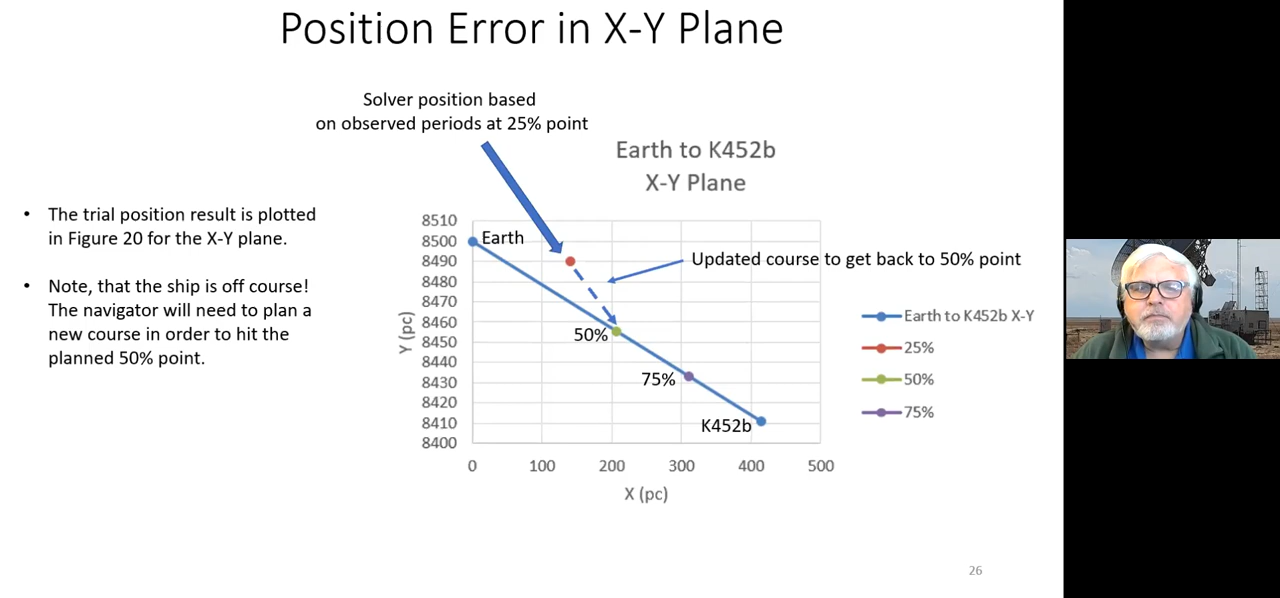 Position Error in X-Y Plane
Solver position based
on observed periods at 25% point
• The trial position result is plotted
in Figure 20 for the X-Y plane.
• Note, that the ship is off course!
The navigator will need to plan a
new course in order to hit the
planned 50% point.
Earth to K452b
X-Y Plane
8510
8500
8490
8480
8470
8460
8450
8440
8430
8420
8410
8400
Y (pc)
Earth
Updated course to get back to 50% point
50%
75%
K452b
0 100 200 300 400 500
X (pc)
Earth to K452b X-Y
25%
50%
75%
26